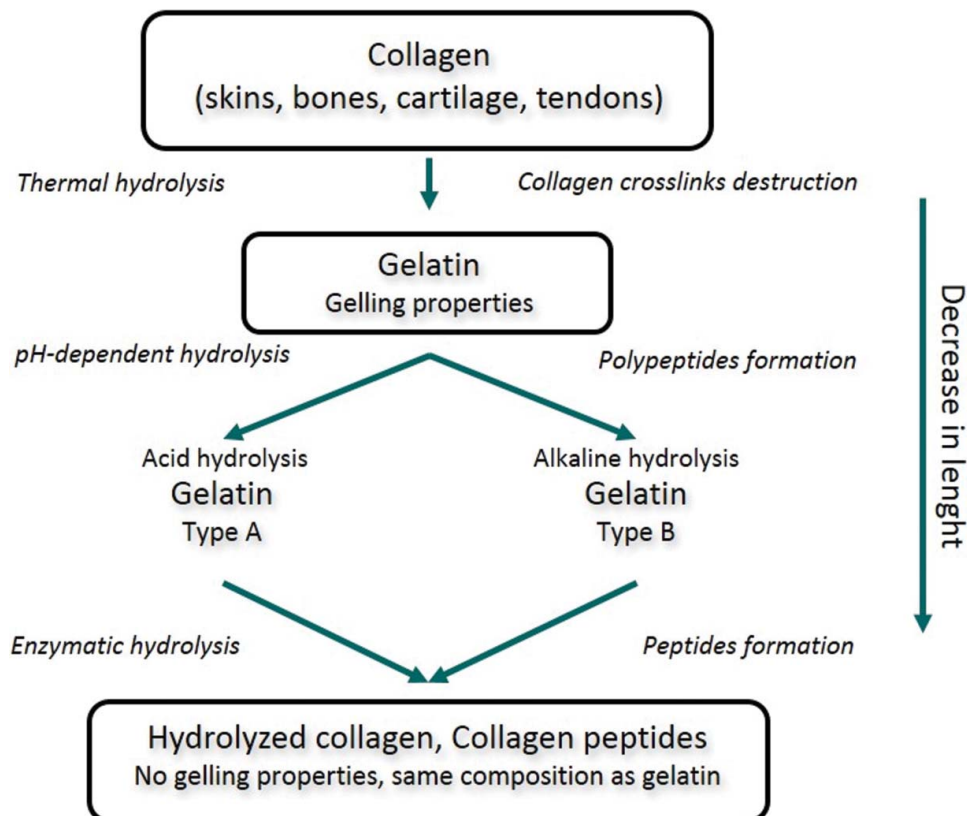 Collagen
(skins, bones, cartilage, tendons)
Thermal hydrolysis
Collagen crosslinks destruction
Gelatin
Gelling properties
pH-dependent hydrolysis
Polypeptides formation
Acid hydrolysis
Gelatin
Type A
Alkaline hydrolysis
Gelatin
Type B
Enzymatic hydrolysis
Peptides formation
Hydrolyzed collagen, Collagen peptides
No gelling properties, same composition as gelatin
Decrease in lenght